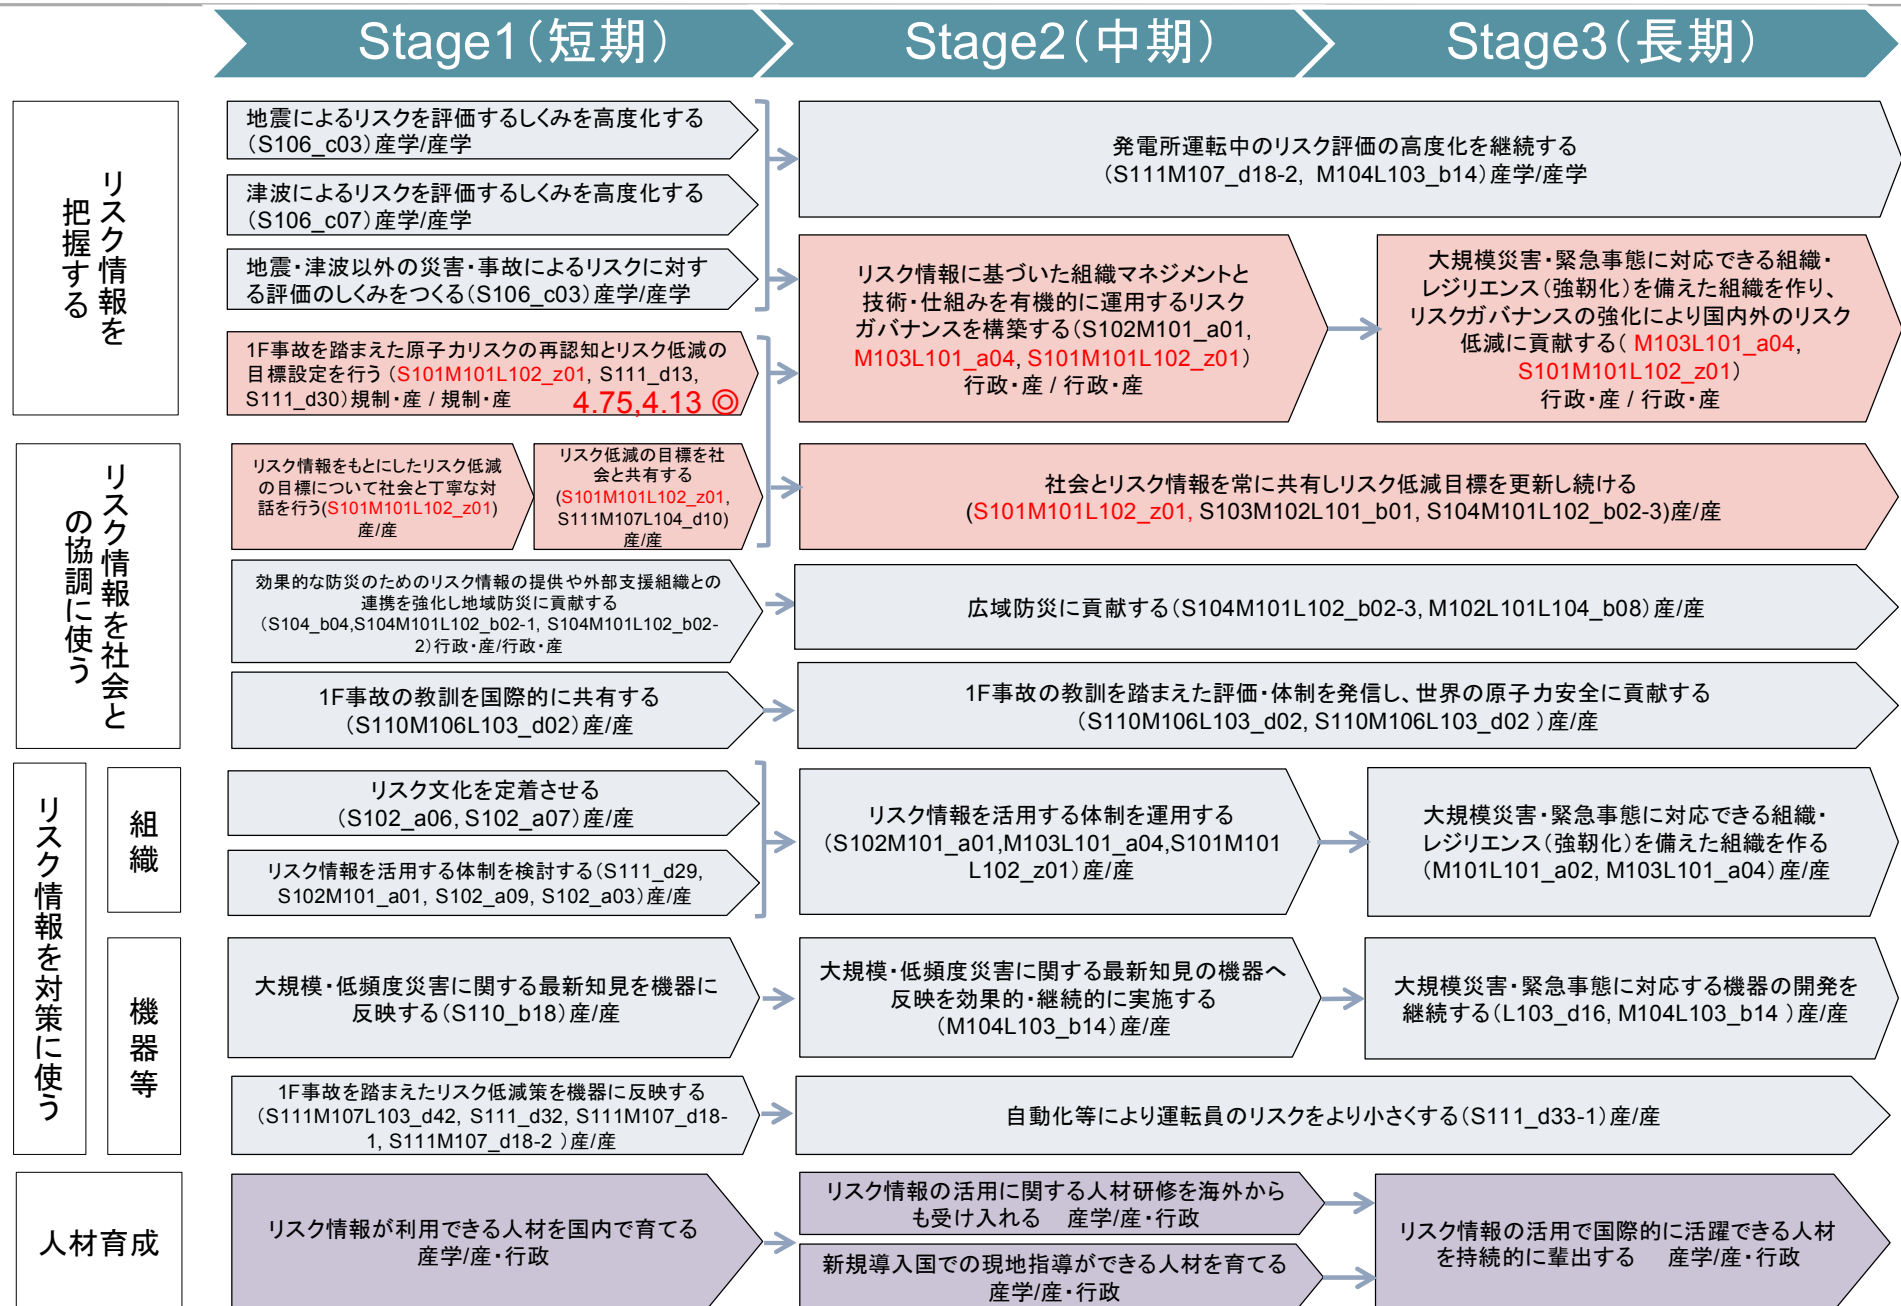 Stage1（短期）
Stage2（中期）
Stage3（長期）
リスク情報を
把握する
地震によるリスクを評価するしくみを高度化する
（S106_c03）産学/産学
津波によるリスクを評価するしくみを高度化する
（S106_c07）産学/産学
地震・津波以外の災害・事故によるリスクに対す
る評価のしくみをつくる（S106_c03）産学/産学
1F事故を踏まえた原子力リスクの再認知とリスク低減の
目標設定を行う（S101M101L102_z01, S111_d13,
S111_d30）規制・産 / 規制・産
4.75,4.13 ◎
発電所運転中のリスク評価の高度化を継続する
（S111M107_d18-2, M104L103_b14）産学/産学
リスク情報に基づいた組織マネジメントと
技術・仕組みを有機的に運用するリスク
ガバナンスを構築する（S102M101_a01,
M103L101_a04, S101M101L102_z01）
行政・産 / 行政・産
大規模災害・緊急事態に対応できる組織・
レジリエンス（強靭化）を備えた組織を作り、
リスクガバナンスの強化により国内外のリスク
低減に貢献する（ M103L101_a04,
S101M101L102_z01）
行政・産 / 行政・産
リスク情報を社会と
の協調に使う
リスク情報をもとにしたリスク低減
の目標について社会と丁寧な対
話を行う(S101M101L102_z01)
産/産
リスク低減の目標を社
会と共有する
(S101M101L102_z01,
S111M107L104_d10)
産/産
社会とリスク情報を常に共有しリスク低減目標を更新し続ける
(S101M101L102_z01, S103M102L101_b01, S104M101L102_b02-3)産/産
効果的な防災のためのリスク情報の提供や外部支援組織との
連携を強化し地域防災に貢献する
（S104_b04,S104M101L102_b02-1, S104M101L102_b02-
2）行政・産/行政・産
広域防災に貢献する（S104M101L102_b02-3, M102L101L104_b08）産/産
1F事故の教訓を国際的に共有する
（S110M106L103_d02）産/産
1F事故の教訓を踏まえた評価・体制を発信し、世界の原子力安全に貢献する
（S110M106L103_d02, S110M106L103_d02 ）産/産
リスク情報を対策に使う
組織
リスク文化を定着させる
（S102_a06, S102_a07）産/産
リスク情報を活用する体制を検討する（S111_d29,
S102M101_a01, S102_a09, S102_a03）産/産
リスク情報を活用する体制を運用する
（S102M101_a01,M103L101_a04,S101M101
L102_z01）産/産
大規模災害・緊急事態に対応できる組織・
レジリエンス（強靭化）を備えた組織を作る
（M101L101_a02, M103L101_a04）産/産
機器等
大規模・低頻度災害に関する最新知見を機器に
反映する（S110_b18）産/産
大規模・低頻度災害に関する最新知見の機器へ
反映を効果的・継続的に実施する
（M104L103_b14）産/産
大規模災害・緊急事態に対応する機器の開発を
継続する（L103_d16, M104L103_b14 ）産/産
1F事故を踏まえたリスク低減策を機器に反映する
（S111M107L103_d42, S111_d32, S111M107_d18-
1, S111M107_d18-2 ）産/産
自動化等により運転員のリスクをより小さくする（S111_d33-1）産/産
人材育成
リスク情報が利用できる人材を国内で育てる
産学/産・行政
リスク情報の活用に関する人材研修を海外から
も受け入れる　産学/産・行政
新規導入国での現地指導ができる人材を育てる
産学/産・行政
リスク情報の活用で国際的に活躍できる人材
を持続的に輩出する　産学/産・行政